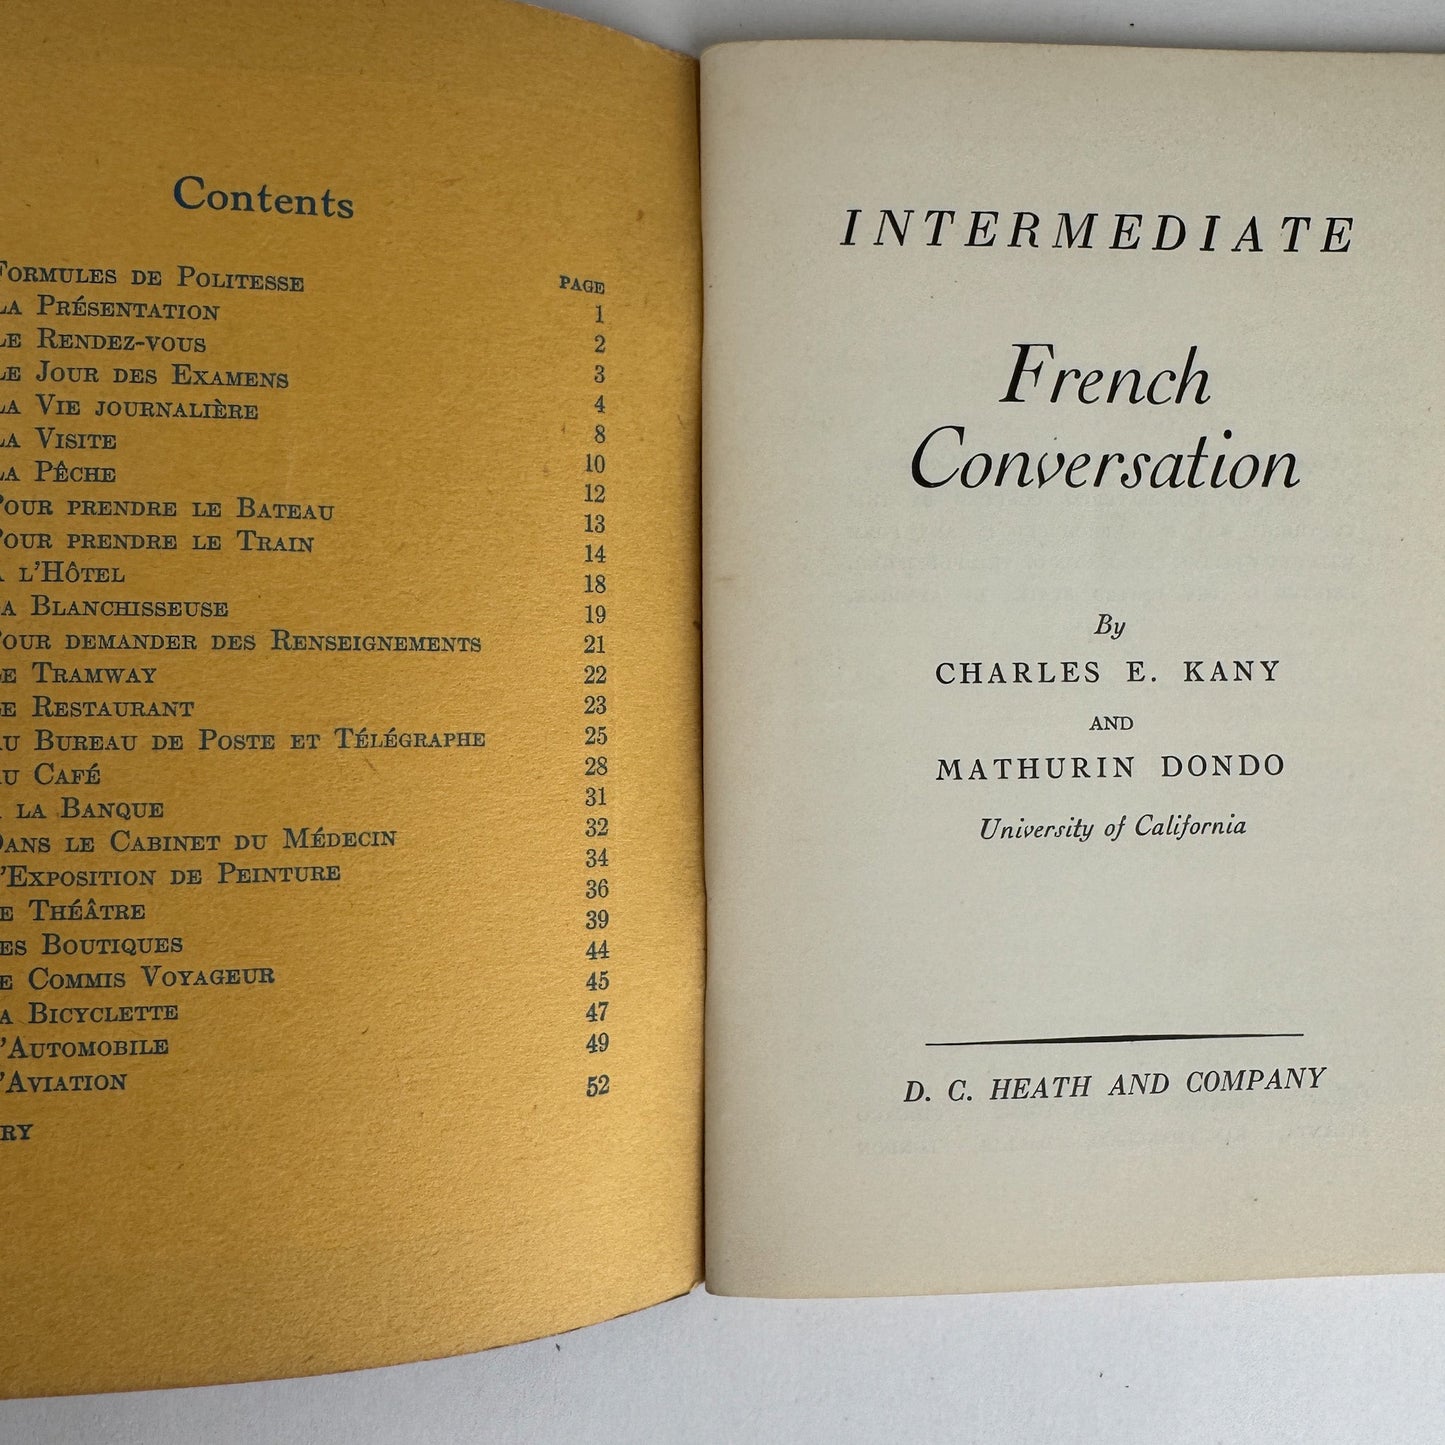 Contents
FORMULES DE POLITESSE
LA PRÉSENTATION
LE RENDEZ-VOUS
LE JOUR DES EXAMENS
LA VIE JOURNALIÈRE
LA VISITE
LA PÊCHE
POUR PRENDRE LE BATEAU
POUR PRENDRE LE TRAIN
À L'HÔTEL
LA BLANCHISSEUSE
POUR DEMANDER DES RENSEIGNEMENTS
LE TRAMWAY
LE RESTAURANT
AU BUREAU DE POSTE ET TÉLÉGRAPHE
AU CAFÉ
À LA BANQUE
DANS LE CABINET DU MÉDECIN
L'EXPOSITION DE PEINTURE
LE THÉÂTRE
LES BOUTIQUES
LE COMMIS VOYAGEUR
LA BICYCLETTE
L'AUTOMOBILE
L'AVIATION
RY
PAGE
1
2
3
4
8
10
12
13
14
18
19
21
22
23
25
28
31
32
34
36
39
44
45
47
49
52
INTERMEDIATE
French
Conversation
By
CHARLES E. KANY
AND
MATHURIN DONDO
University of California
D. C. HEATH AND COMPANY